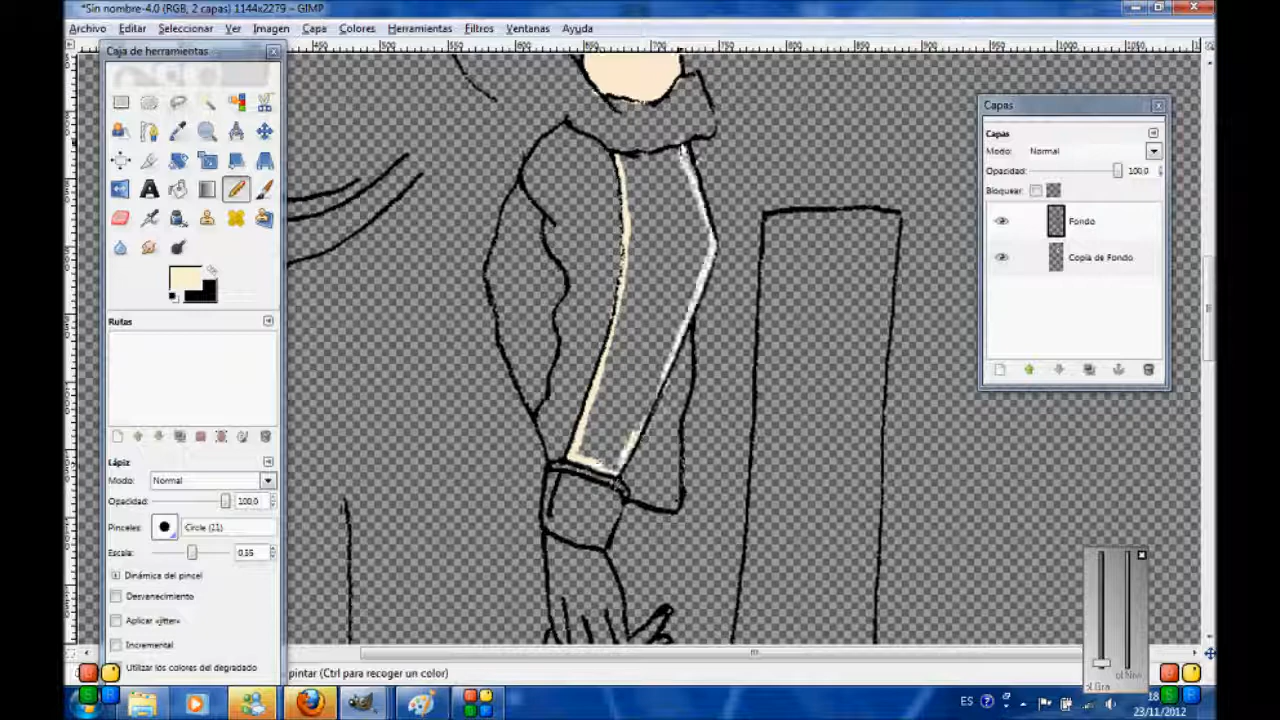 *Sin nombre-4.0 (RGB, 2 capas) 1144x2279 – GIMP
Archivo Editar Seleccionar Ver Imagen Capa Colores Herramientas Filtros Ventanas Ayuda
Caja de herramientas
Rutas
Lápiz
Modo: Normal
Opacidad: 100,0
Pinceles: Circle (11)
Escala: 0,55
Dinámica del pincel
Desvanecimiento
Aplicar «jitter»
Incremental
Utilizar los colores del degradado
Capas
Capas
Modo: Normal
Opacidad: 100,0
Bloquear:
Fondo
Copia de Fondo
pintar (Ctrl para recoger un color)
ES
18
23/11/2012